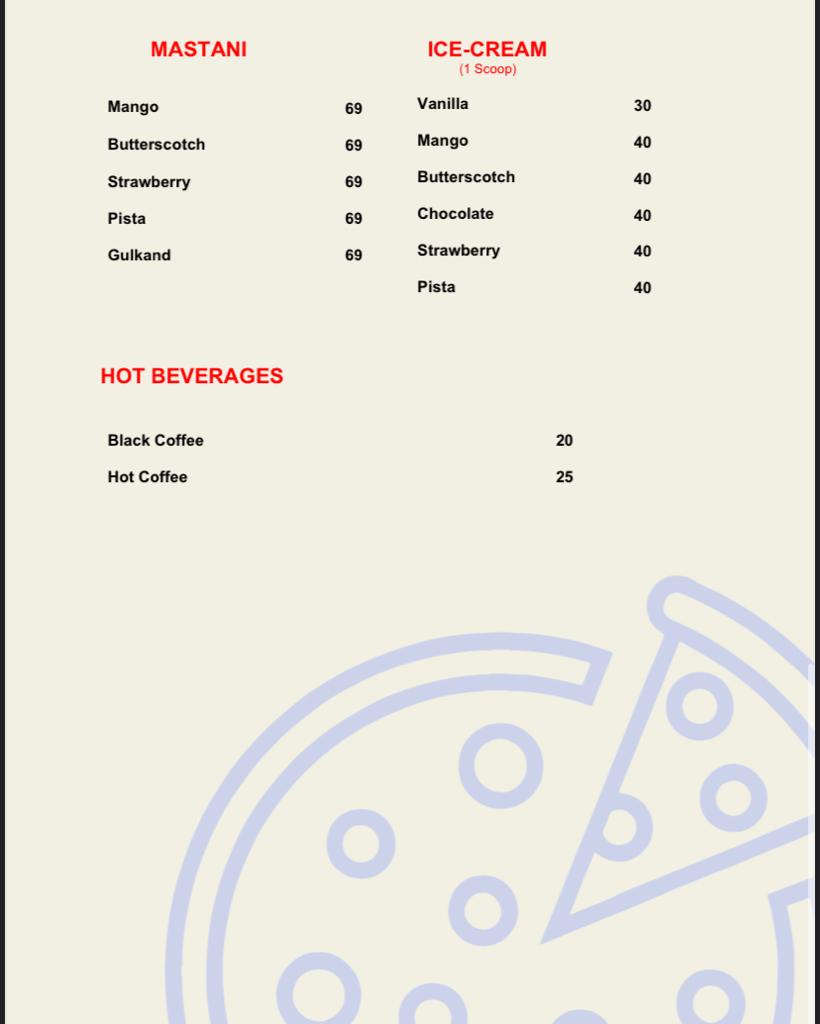 MASTANI
Mango 69
Butterscotch 69
Strawberry 69
Pista 69
Gulkand 69
ICE-CREAM
(1 Scoop)
Vanilla 30
Mango 40
Butterscotch 40
Chocolate 40
Strawberry 40
Pista 40
HOT BEVERAGES
Black Coffee 20
Hot Coffee 25